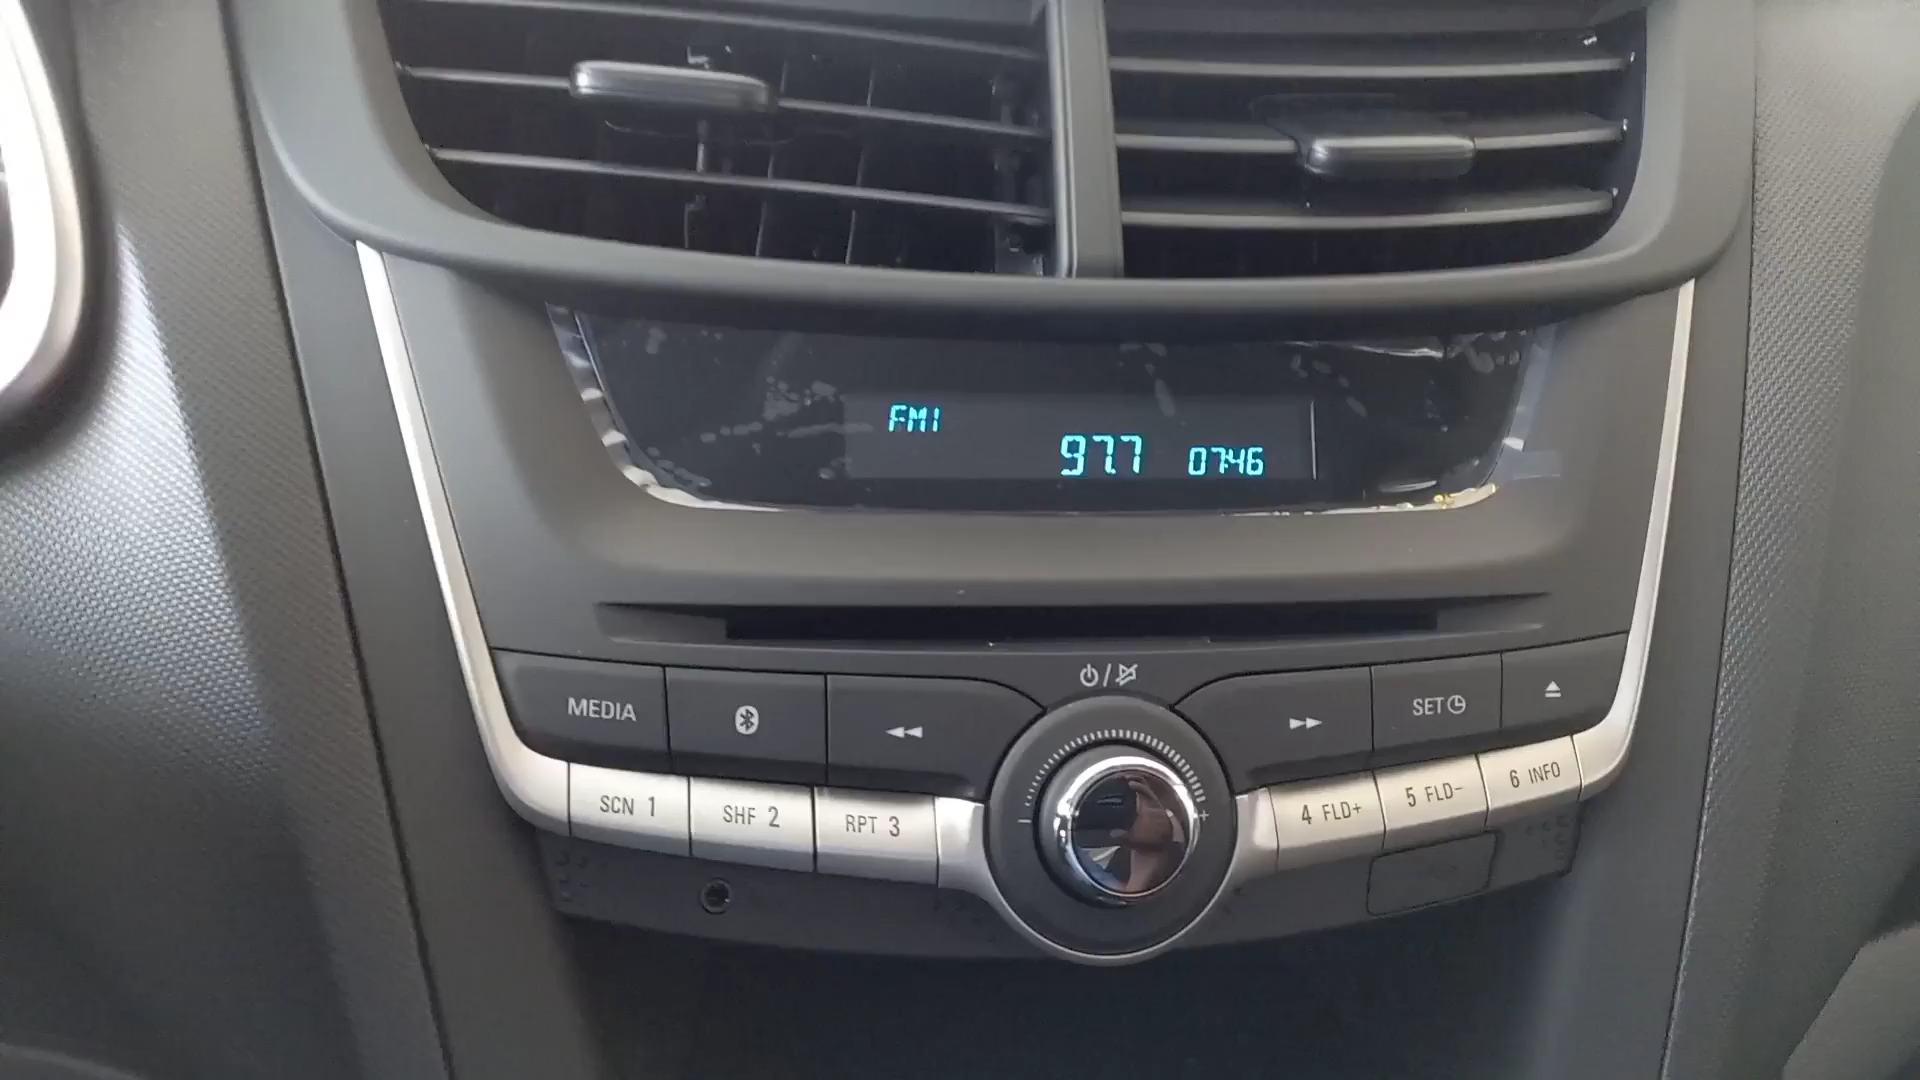 FM1
97.7 07:46
MEDIA
SET
SCN 1
SHF 2
RPT 3
4 FLD+
5 FLD-
6 INFO
- +